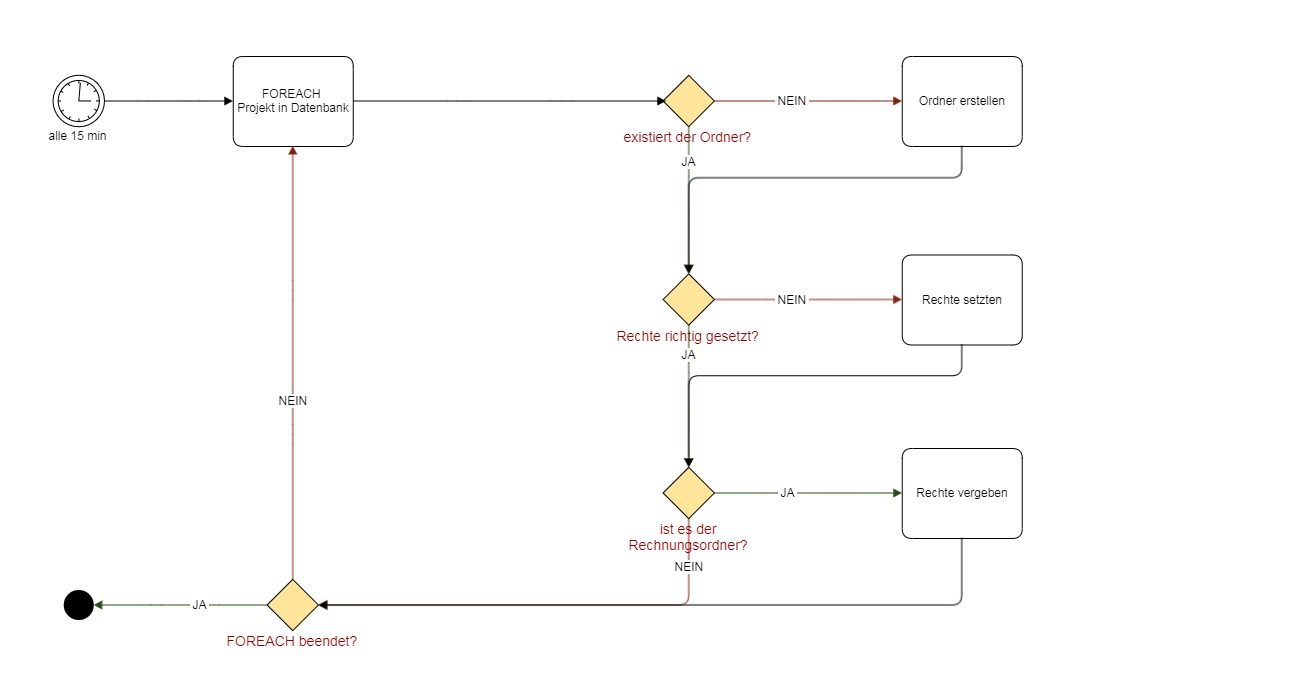 FOREACH
Projekt in Datenbank
NEIN
Ordner erstellen
alle 15 min
existiert der Ordner?
JA
NEIN
Rechte setzten
Rechte richtig gesetzt?
JA
NEIN
JA
Rechte vergeben
ist es der
Rechnungsordner?
NEIN
JA
FOREACH beendet?